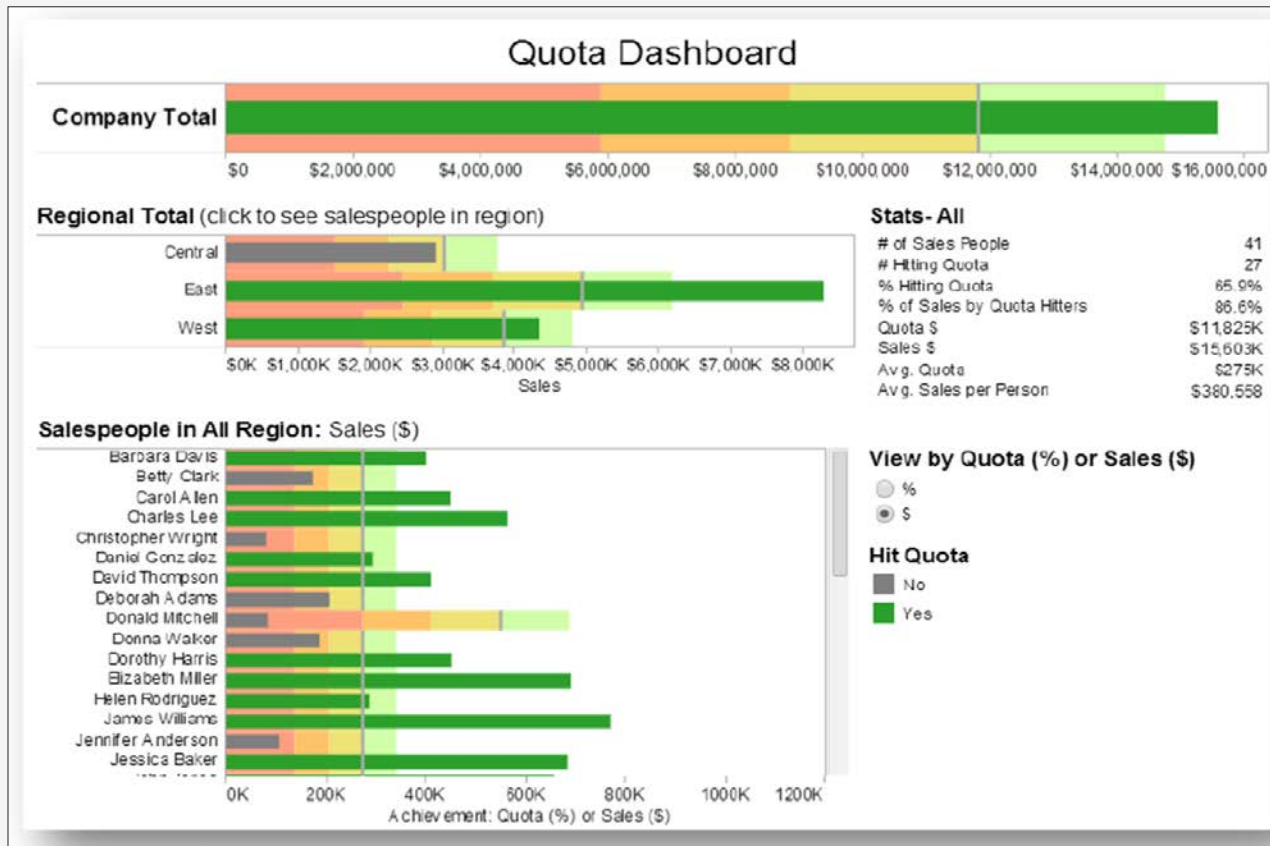 Quota Dashboard
Company Total
$0 $2,000,000 $4,000,000 $6,000,000 $8,000,000 $10,000,000 $12,000,000 $14,000,000 $16,000,000
Regional Total (click to see salespeople in region)
Central
East
West
$0K $1,000K $2,000K $3,000K $4,000K $5,000K $6,000K $7,000K $8,000K
Sales
Stats- All
# of Sales People 41
# Hitting Quota 27
% Hitting Quota 65.9%
% of Sales by Quota Hitters 86.6%
Quota $ $11,825K
Sales $ $15,603K
Avg. Quota $275K
Avg. Sales per Person $380,558
Salespeople in All Region: Sales ($)
Barbara Davis
Betty Clark
Carol Allen
Charles Lee
Christopher Wright
Daniel Gonzalez
David Thompson
Deborah Adams
Donald Mitchell
Donna Walker
Dorothy Harris
Elizabeth Miller
Helen Rodriguez
James Williams
Jennifer Anderson
Jessica Baker
0K 200K 400K 600K 800K 1000K 1200K
Achievement: Quota (%) or Sales ($)
View by Quota (%) or Sales ($)
%
$
Hit Quota
No
Yes